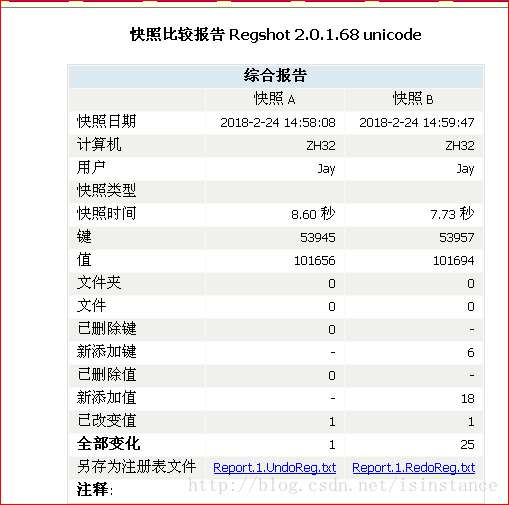 快照比较报告 Regshot 2.0.1.68 unicode
综合报告
快照 A 快照 B
快照日期 2018-2-24 14:58:08 2018-2-24 14:59:47
计算机 ZH32 ZH32
用户 Jay Jay
快照类型
快照时间 8.60 秒 7.73 秒
键 53945 53957
值 101656 101694
文件夹 0 0
文件 0 0
已删除键 0 -
新添加键 - 6
已删除值 0 -
新添加值 - 18
已改变值 1 1
全部变化 1 25
另存为注册表文件 Report.1.UndoReg.txt Report.1.RedoReg.txt
注释:
http://blog.csdn.net/isinstance